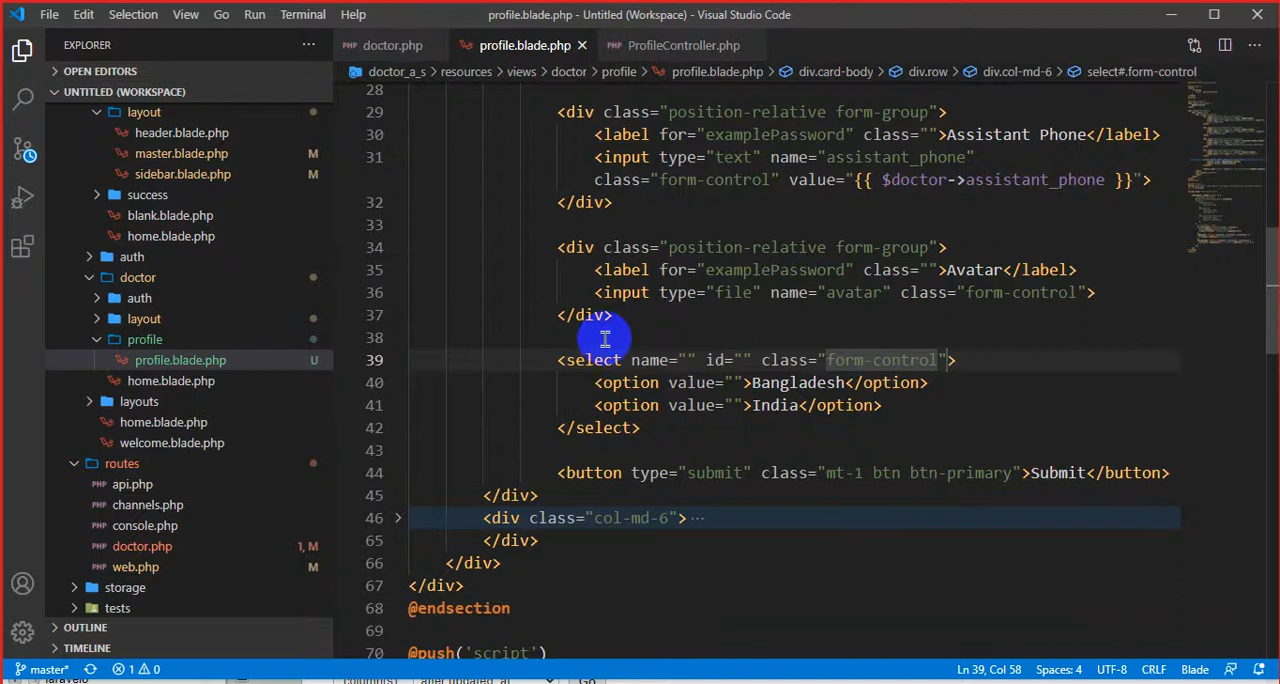 File Edit Selection View Go Run Terminal Help
profile.blade.php - Untitled (Workspace) - Visual Studio Code
EXPLORER
OPEN EDITORS
UNTITLED (WORKSPACE)
layout
header.blade.php
master.blade.php M
sidebar.blade.php M
success
blank.blade.php
home.blade.php
auth
doctor
auth
layout
profile
profile.blade.php U
home.blade.php
layouts
home.blade.php
welcome.blade.php
routes
PHP api.php
PHP channels.php
PHP console.php
PHP doctor.php 1, M
PHP web.php M
storage
tests
OUTLINE
TIMELINE
PHP doctor.php profile.blade.php PHP ProfileController.php
doctor_a_s > resources > views > doctor > profile > profile.blade.php > div.card-body > div.row > div.col-md-6 > select#.form-control
28
29 <div class="position-relative form-group">
30 <label for="examplePassword" class="">Assistant Phone</label>
31 <input type="text" name="assistant_phone"
class="form-control" value="{{ $doctor->assistant_phone }}">
32 </div>
33
34 <div class="position-relative form-group">
35 <label for="examplePassword" class="">Avatar</label>
36 <input type="file" name="avatar" class="form-control">
37 </div>
38
39 <select name="" id="" class="form-control">
40 <option value="">Bangladesh</option>
41 <option value="">India</option>
42 </select>
43
44 <button type="submit" class="mt-1 btn btn-primary">Submit</button>
45 </div>
46 <div class="col-md-6"> ...
65 </div>
66 </div>
67 </div>
68 @endsection
69
70 @push('script')
master* 1 0 Ln 39, Col 58 Spaces: 4 UTF-8 CRLF Blade